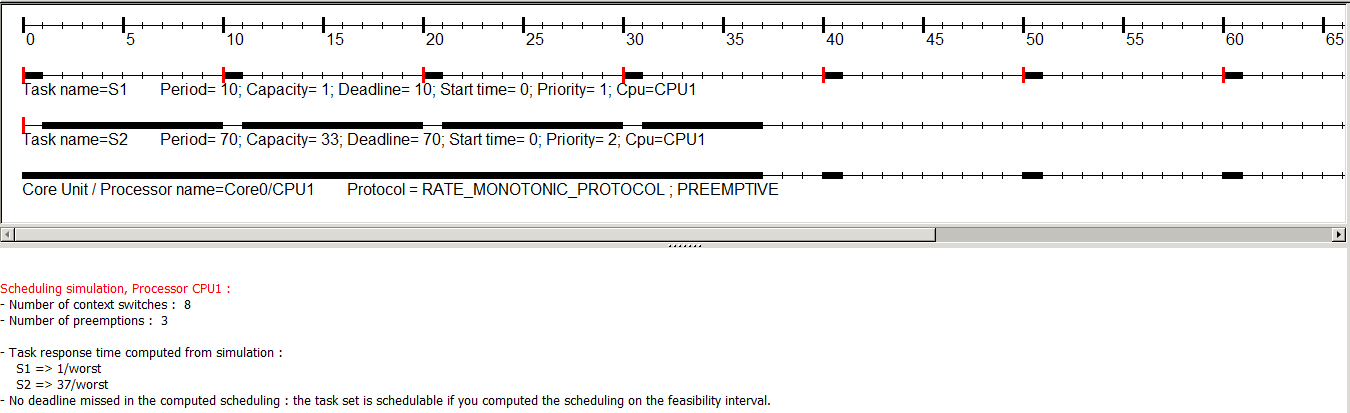 0 5 10 15 20 25 30 35 40 45 50 55 60 65
Task name=S1 Period= 10; Capacity= 1; Deadline= 10; Start time= 0; Priority= 1; Cpu=CPU1
Task name=S2 Period= 70; Capacity= 33; Deadline= 70; Start time= 0; Priority= 2; Cpu=CPU1
Core Unit / Processor name=Core0/CPU1 Protocol = RATE_MONOTONIC_PROTOCOL ; PREEMPTIVE
Scheduling simulation, Processor CPU1 :
- Number of context switches : 8
- Number of preemptions : 3
- Task response time computed from simulation :
S1 => 1/worst
S2 => 37/worst
- No deadline missed in the computed scheduling : the task set is schedulable if you computed the scheduling on the feasibility interval.